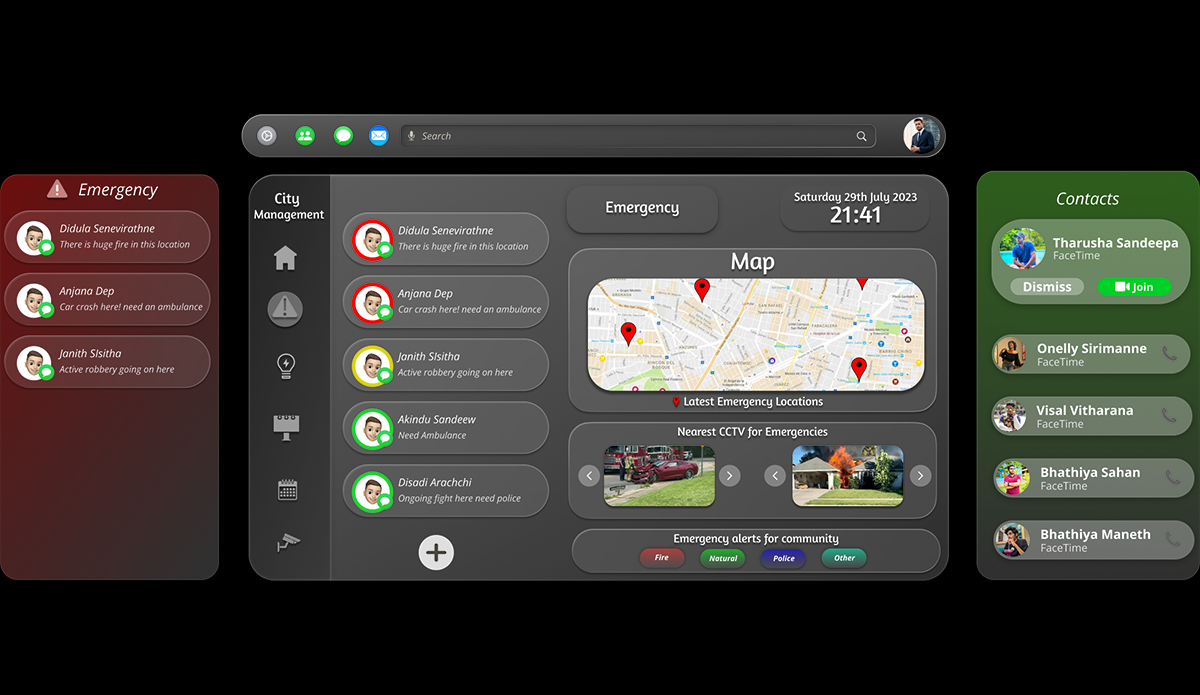 Search
Emergency
Didula Senevirathne
There is huge fire in this location
Anjana Dep
Car crash here! need an ambulance
Janith SIsitha
Active robbery going on here
City
Management
Didula Senevirathne
There is huge fire in this location
Anjana Dep
Car crash here! need an ambulance
Janith SIsitha
Active robbery going on here
Akindu Sandeew
Need Ambulance
Disadi Arachchi
Ongoing fight here need police
Emergency
Saturday 29th July 2023
21:41
Map
Latest Emergency Locations
Nearest CCTV for Emergencies
Emergency alerts for community
Fire
Natural
Police
Other
Contacts
Tharusha Sandeepa
FaceTime
Dismiss
Join
Onelly Sirimanne
FaceTime
Visal Vitharana
FaceTime
Bhathiya Sahan
FaceTime
Bhathiya Maneth
FaceTime